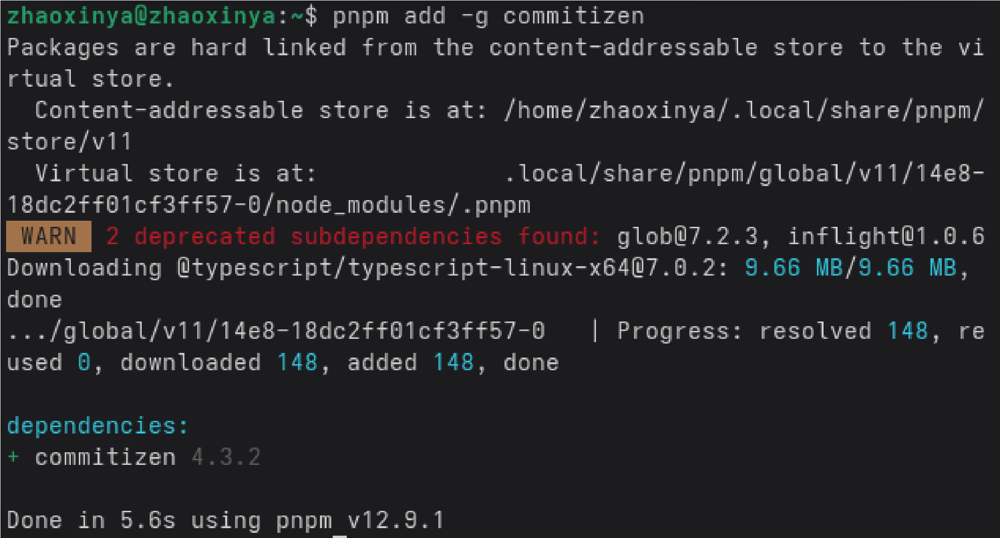 zhaoxinya@zhaoxinya:~$ pnpm add -g commitizen
Packages are hard linked from the content-addressable store to the vi
rtual store.
  Content-addressable store is at: /home/zhaoxinya/.local/share/pnpm/
store/v11
  Virtual store is at:             .local/share/pnpm/global/v11/14e8-
18dc2ff01cf3ff57-0/node_modules/.pnpm
 WARN  2 deprecated subdependencies found: glob@7.2.3, inflight@1.0.6
Downloading @typescript/typescript-linux-x64@7.0.2: 9.66 MB/9.66 MB,
done
.../global/v11/14e8-18dc2ff01cf3ff57-0   | Progress: resolved 148, re
used 0, downloaded 148, added 148, done
dependencies:
+ commitizen 4.3.2
Done in 5.6s using pnpm v12.9.1